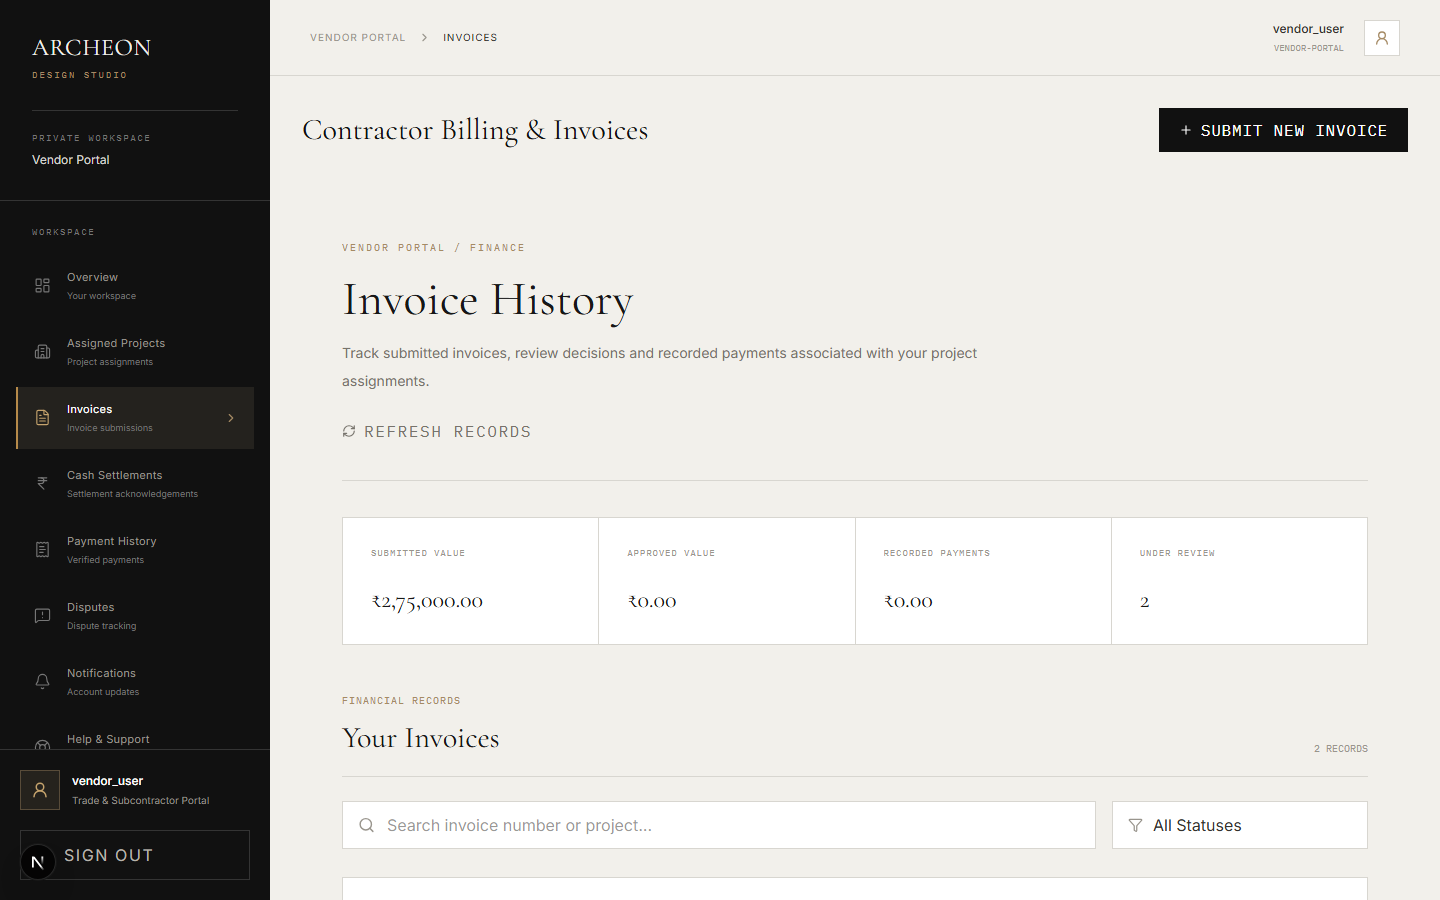 ARCHEON
DESIGN STUDIO
PRIVATE WORKSPACE
Vendor Portal
WORKSPACE
Overview
Your workspace
Assigned Projects
Project assignments
Invoices
Invoice submissions
Cash Settlements
Settlement acknowledgements
Payment History
Verified payments
Disputes
Dispute tracking
Notifications
Account updates
Help & Support
vendor_user
Trade & Subcontractor Portal
N SIGN OUT
VENDOR PORTAL > INVOICES
vendor_user
VENDOR-PORTAL
Contractor Billing & Invoices
+ SUBMIT NEW INVOICE
VENDOR PORTAL / FINANCE
Invoice History
Track submitted invoices, review decisions and recorded payments associated with your project
assignments.
REFRESH RECORDS
SUBMITTED VALUE
₹2,75,000.00
APPROVED VALUE
₹0.00
RECORDED PAYMENTS
₹0.00
UNDER REVIEW
2
FINANCIAL RECORDS
Your Invoices
2 RECORDS
Search invoice number or project...
All Statuses